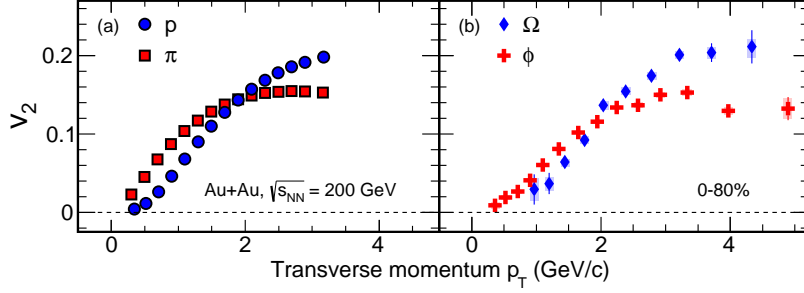 (a) p
π
(b) Ω
ϕ
v2
0.2
0.1
0
Au+Au, √sNN = 200 GeV
0-80%
0 2 4 0 2 4
Transverse momentum pT (GeV/c)